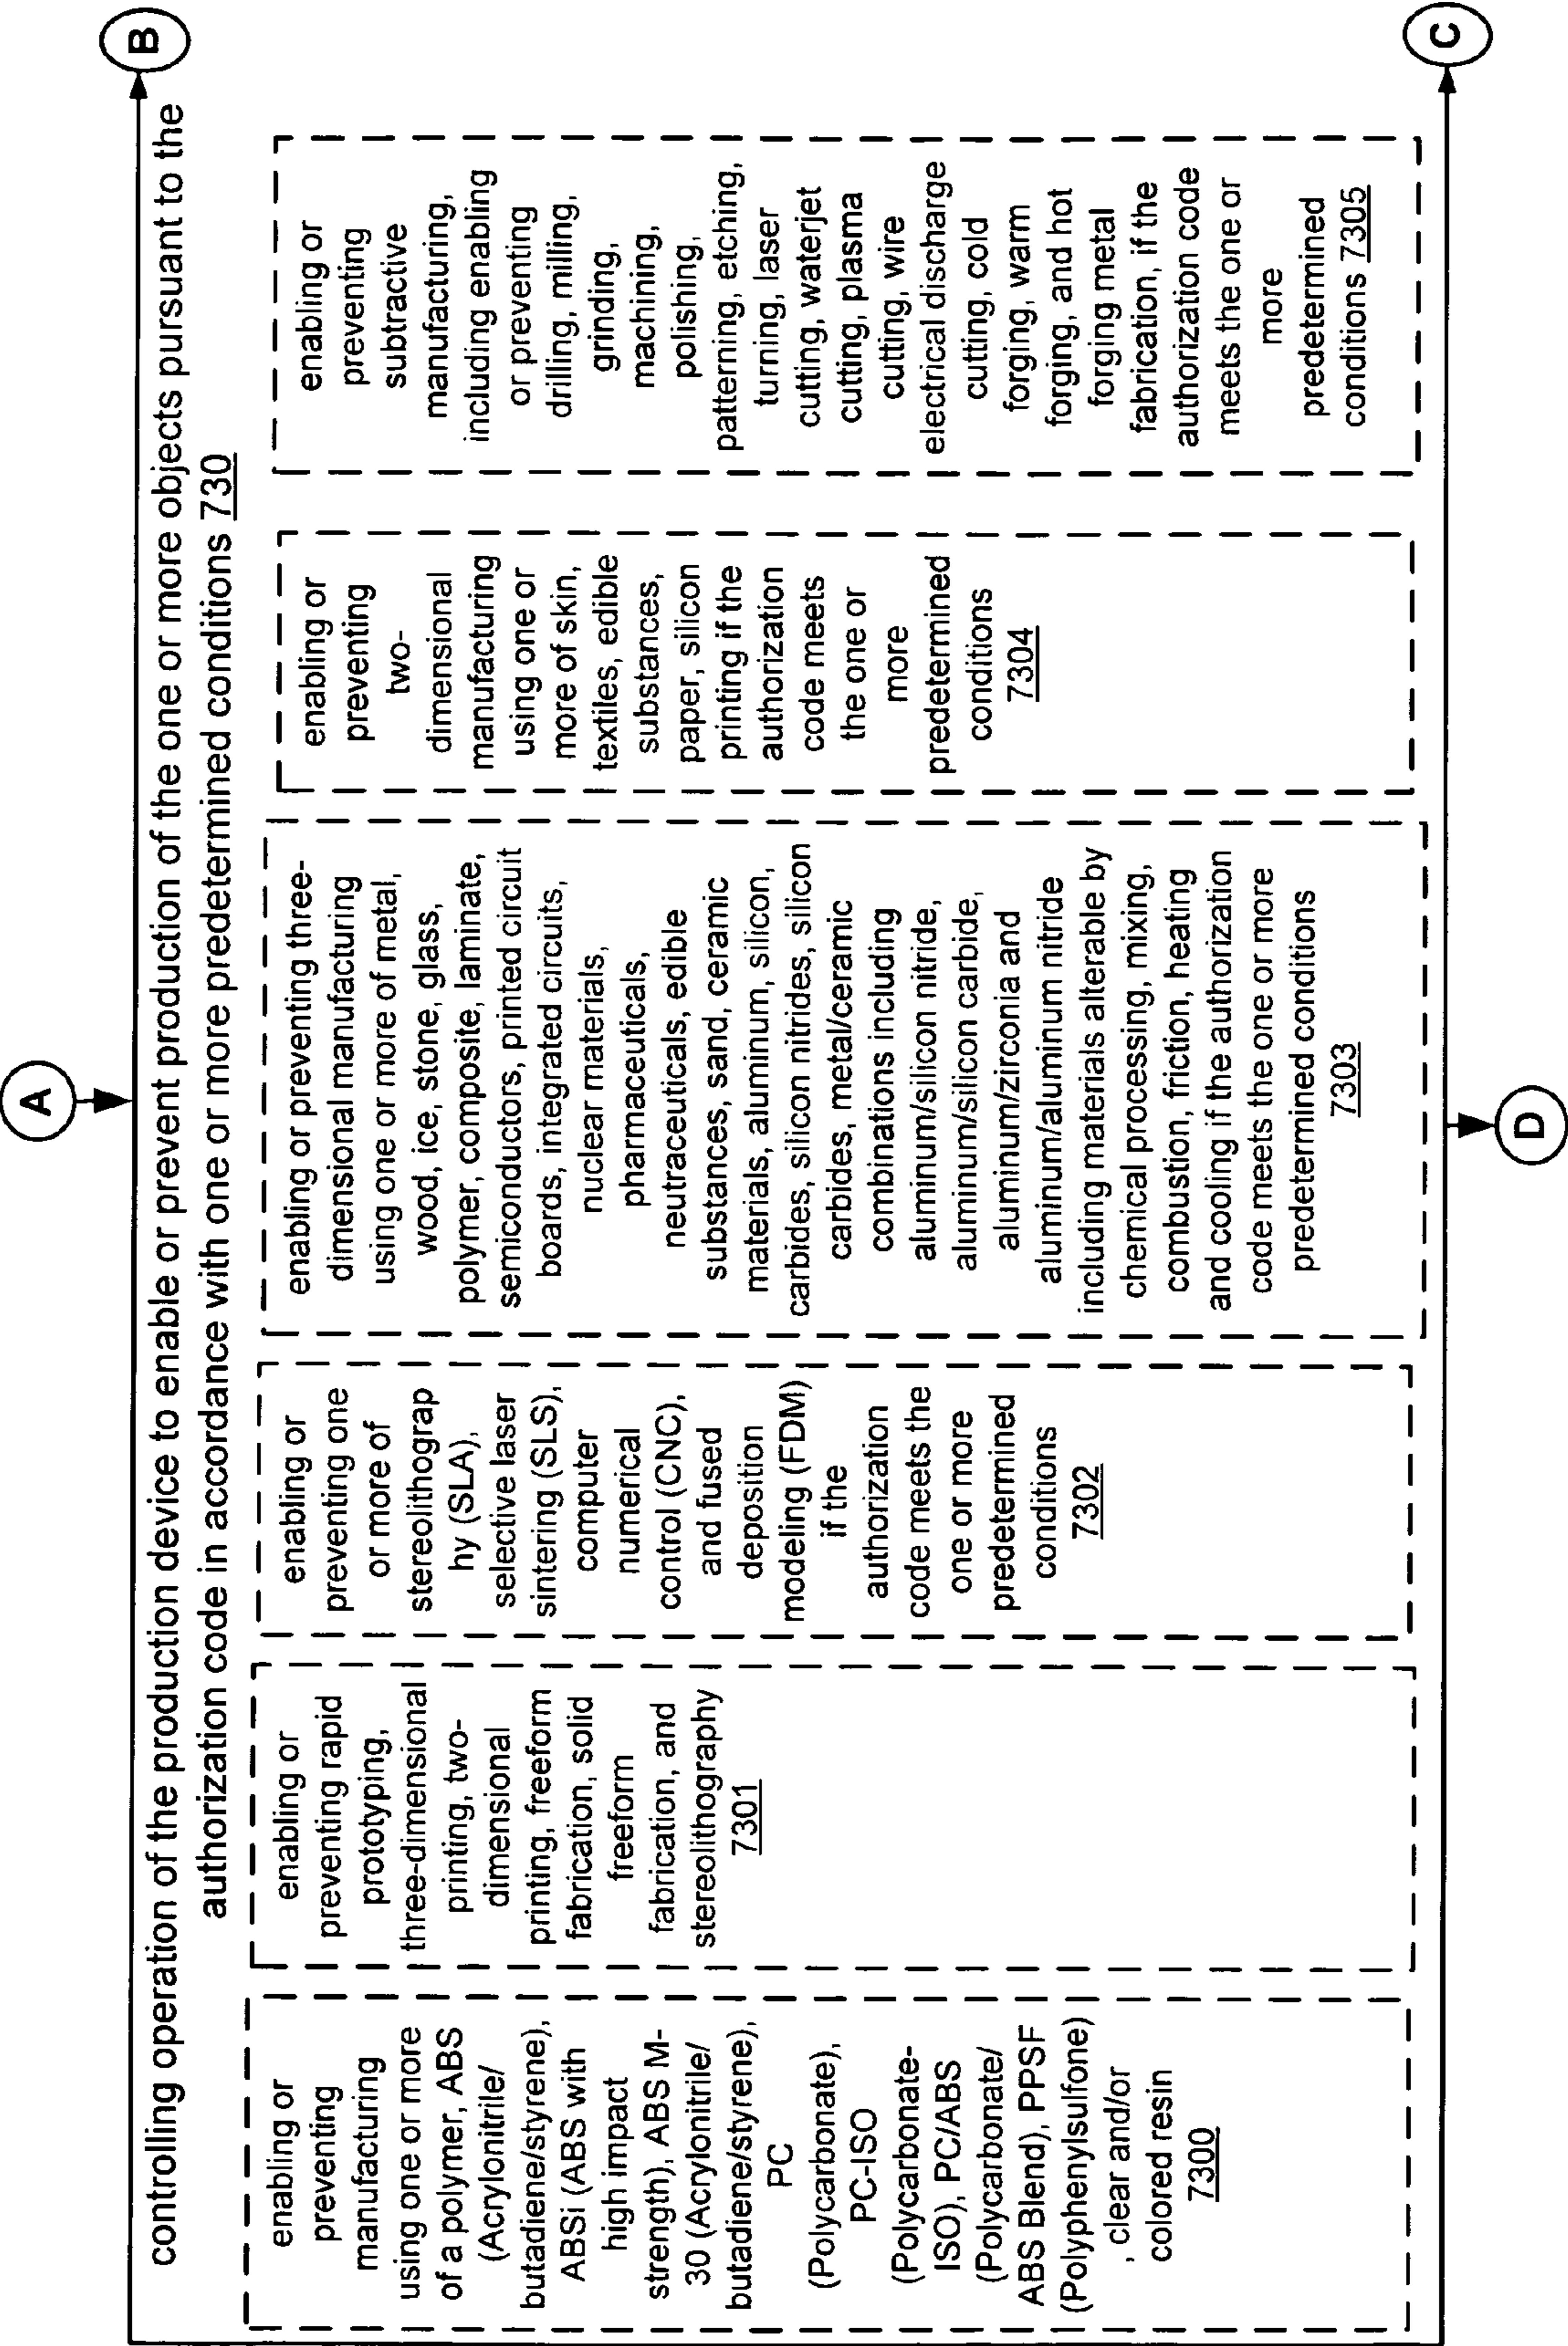 A
B
controlling operation of the production device to enable or prevent production of the one or more objects pursuant to the
authorization code in accordance with one or more predetermined conditions 730
enabling or
preventing
manufacturing
using one or more
of a polymer, ABS
(Acrylonitrile/
butadiene/styrene),
ABSi (ABS with
high impact
strength), ABS M-
30 (Acrylonitrile/
butadiene/styrene),
PC
(Polycarbonate),
PC-ISO
(Polycarbonate-
ISO), PC/ABS
(Polycarbonate/
ABS Blend), PPSF
(Polyphenylsulfone)
, clear and/or
colored resin
7300
enabling or
preventing rapid
prototyping,
three-dimensional
printing, two-
dimensional
printing, freeform
fabrication, solid
freeform
fabrication, and
stereolithography
7301
enabling or
preventing one
or more of
stereolithograp
hy (SLA),
selective laser
sintering (SLS),
computer
numerical
control (CNC),
and fused
deposition
modeling (FDM)
if the
authorization
code meets the
one or more
predetermined
conditions
7302
enabling or preventing three-
dimensional manufacturing
using one or more of metal,
wood, ice, stone, glass,
polymer, composite, laminate,
semiconductors, printed circuit
boards, integrated circuits,
nuclear materials,
pharmaceuticals,
neutraceuticals, edible
substances, sand, ceramic
materials, aluminum, silicon,
carbides, silicon nitrides, silicon
carbides, metal/ceramic
combinations including
aluminum/silicon nitride,
aluminum/silicon carbide,
aluminum/zirconia and
aluminum/aluminum nitride
including materials alterable by
chemical processing, mixing,
combustion, friction, heating
and cooling if the authorization
code meets the one or more
predetermined conditions
7303
enabling or
preventing
two-
dimensional
manufacturing
using one or
more of skin,
textiles, edible
substances,
paper, silicon
printing if the
authorization
code meets
the one or
more
predetermined
conditions
7304
enabling or
preventing
subtractive
manufacturing,
including enabling
or preventing
drilling, milling,
grinding,
machining,
polishing,
patterning, etching,
turning, laser
cutting, waterjet
cutting, plasma
cutting, wire
electrical discharge
cutting, cold
forging, warm
forging, and hot
forging metal
fabrication, if the
authorization code
meets the one or
more
predetermined
conditions 7305
D
C